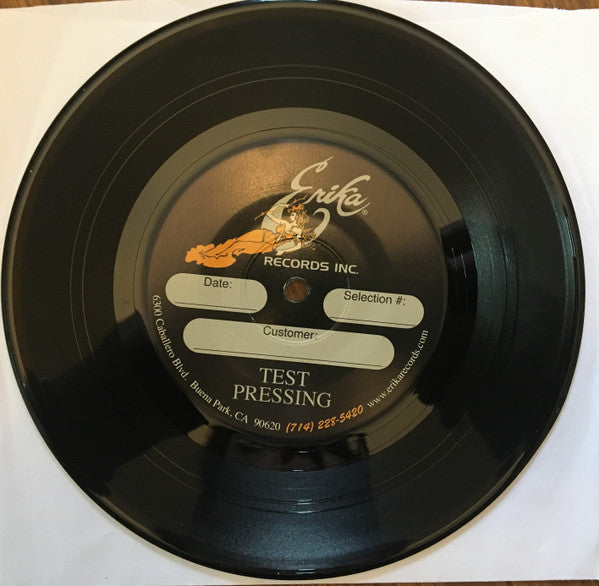 Erika®
RECORDS INC.
Date:
Selection #:
Customer:
TEST
PRESSING
6300 Caballero Blvd. Buena Park, CA 90620 (714) 228-5420 www.erikarecords.com